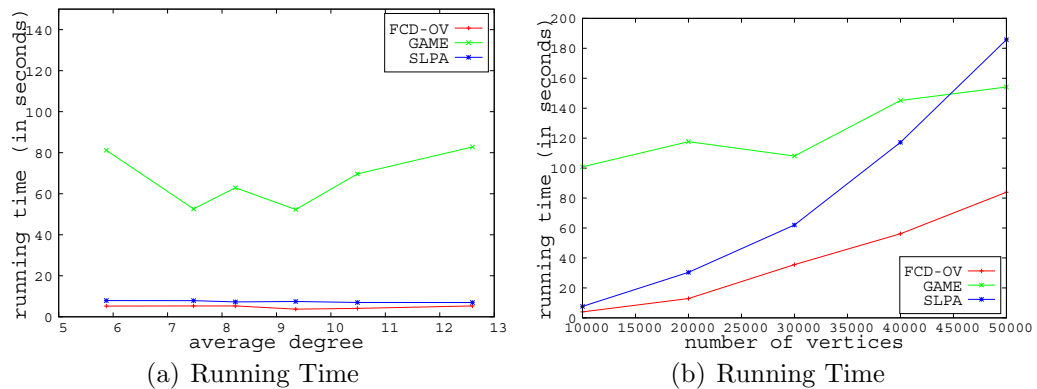 running time (in seconds)
140
120
100
80
60
40
20
0
FCD-OV
GAME
SLPA
5 6 7 8 9 10 11 12 13
average degree
(a) Running Time
running time (in seconds)
200
180
160
140
120
100
80
60
40
20
0
FCD-OV
GAME
SLPA
10000 15000 20000 25000 30000 35000 40000 45000 50000
number of vertices
(b) Running Time